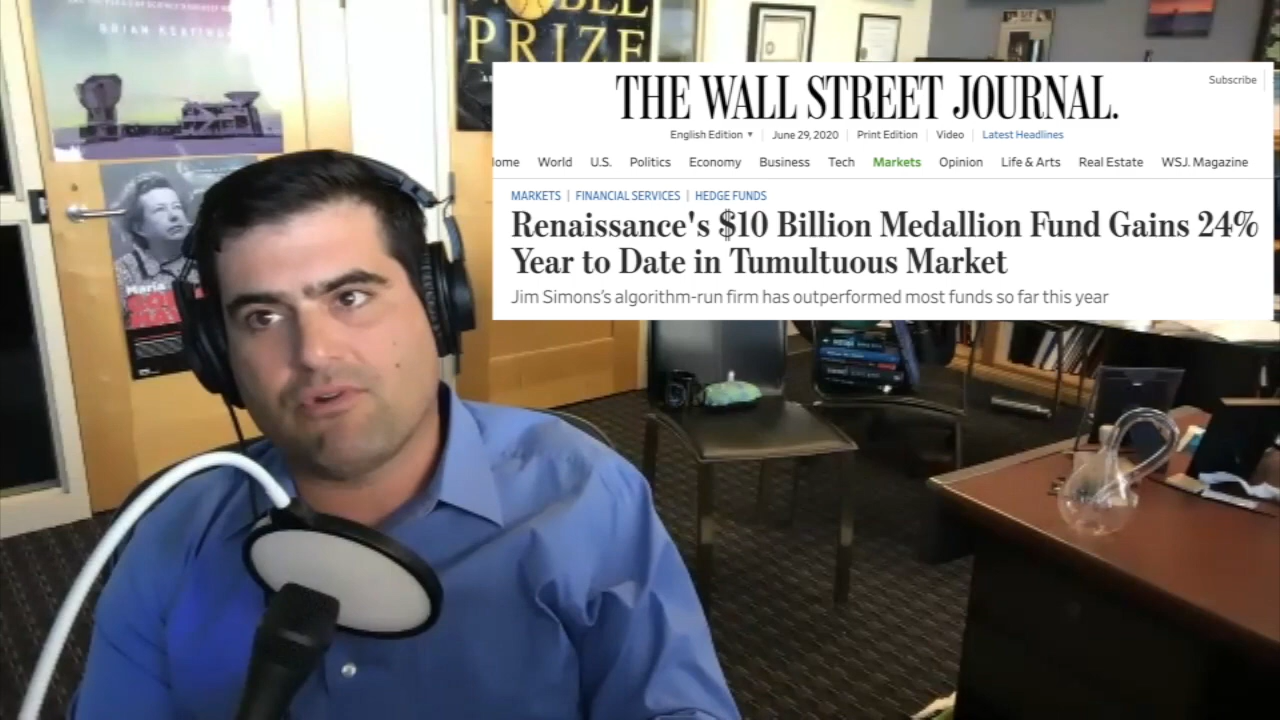 BRIAN KEATING
NOBEL
PRIZE
Maria
THE WALL STREET JOURNAL.
Subscribe
English Edition ▾ | June 29, 2020 | Print Edition | Video | Latest Headlines
ome World U.S. Politics Economy Business Tech Markets Opinion Life & Arts Real Estate WSJ. Magazine
MARKETS | FINANCIAL SERVICES | HEDGE FUNDS
Renaissance's $10 Billion Medallion Fund Gains 24%
Year to Date in Tumultuous Market
Jim Simons's algorithm-run firm has outperformed most funds so far this year